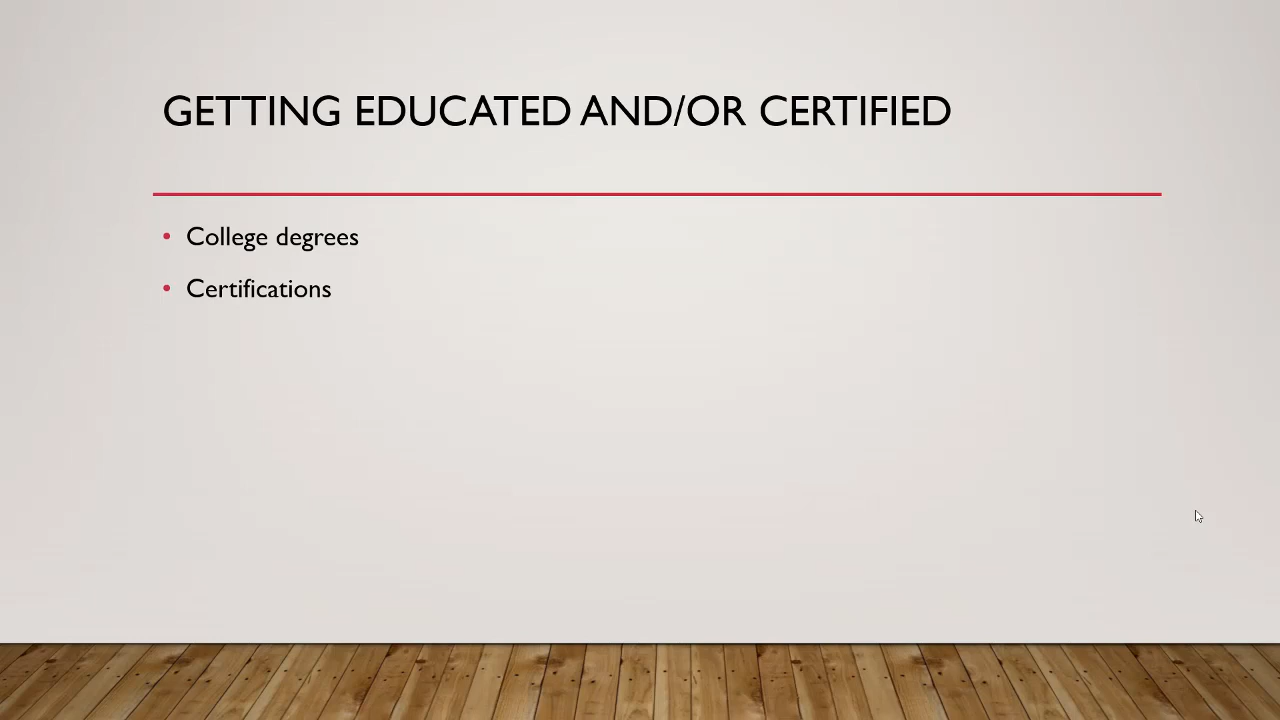 GETTING EDUCATED AND/OR CERTIFIED
• College degrees
• Certifications